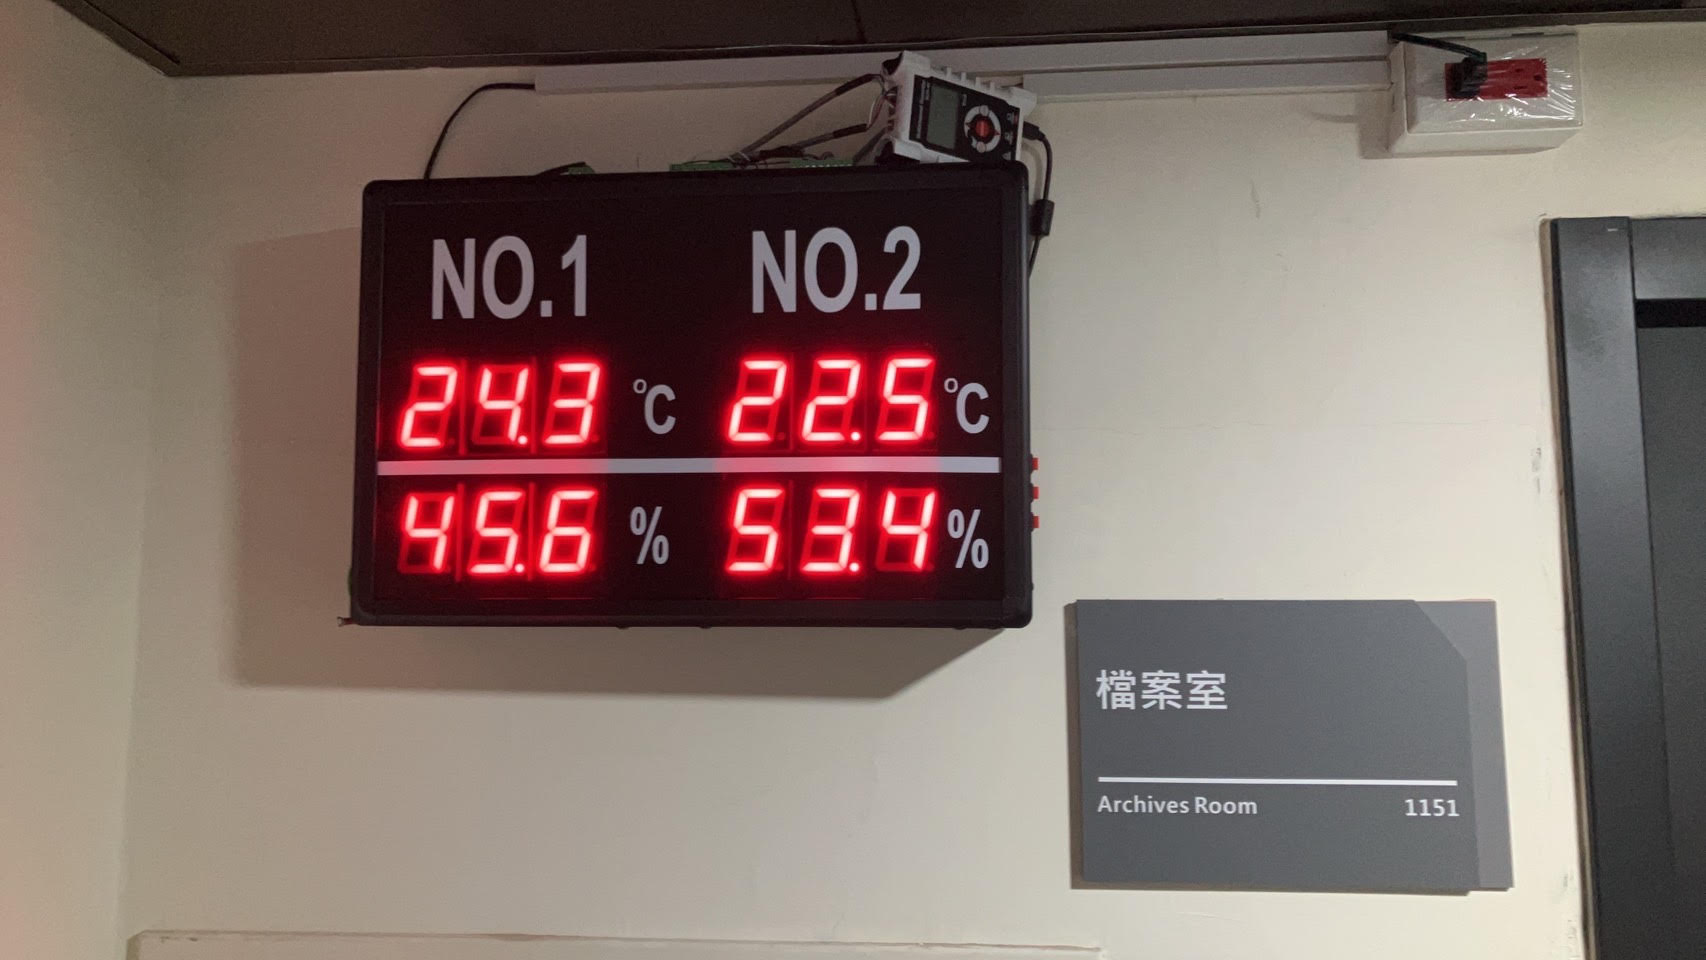 NO.1 NO.2
24.3 °C 22.5 °C
45.6 % 53.4 %
檔案室
Archives Room 1151